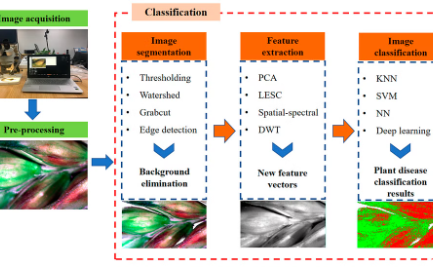 Image acquisition
Pre-processing
Classification
Image
segmentation
• Thresholding
• Watershed
• Grabcut
• Edge detection
Background
elimination
Feature
extraction
• PCA
• LESC
• Spatial-spectral
• DWT
New feature
vectors
Image
classification
• KNN
• SVM
• NN
• Deep learning
Plant disease
classification
results